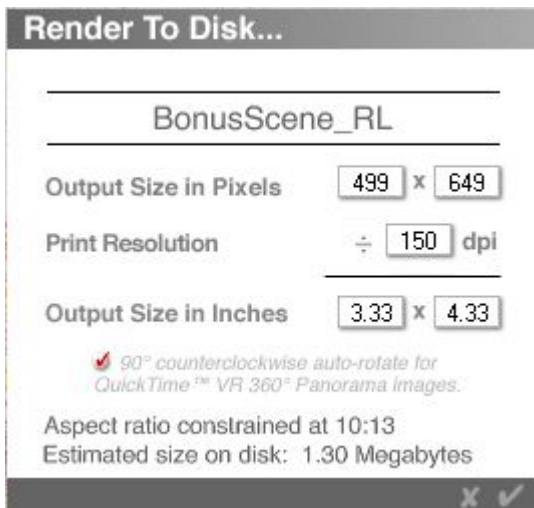 Render To Disk...
BonusScene_RL
Output Size in Pixels 499 x 649
Print Resolution ÷ 150 dpi
Output Size in Inches 3.33 x 4.33
90° counterclockwise auto-rotate for
QuickTime™ VR 360° Panorama images.
Aspect ratio constrained at 10:13
Estimated size on disk: 1.30 Megabytes